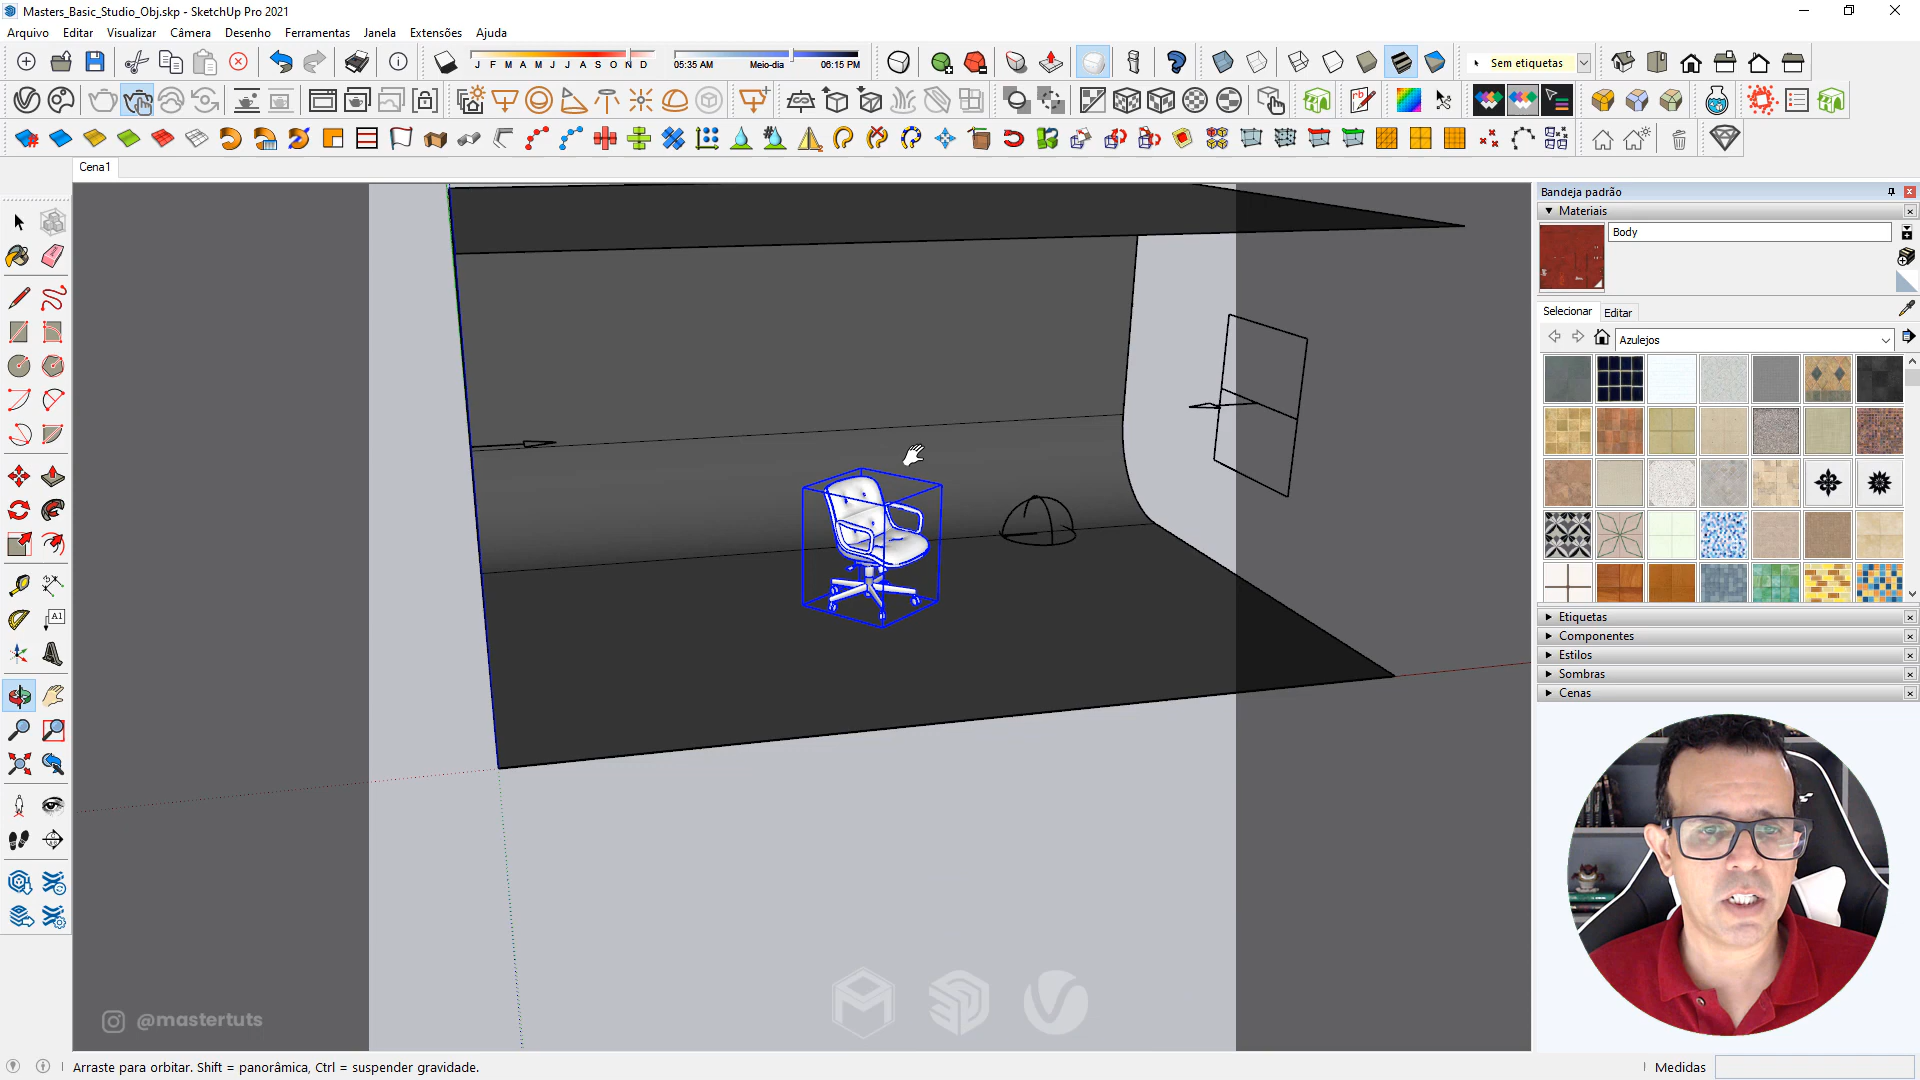 Masters_Basic_Studio_Obj.skp - SketchUp Pro 2021
Arquivo Editar Visualizar Câmera Desenho Ferramentas Janela Extensões Ajuda
J F M A M J J A S O N D
05:35 AM Meio-dia 06:15 PM
Sem etiquetas
Cena1
Bandeja padrão
Materiais
Body
Selecionar Editar
Azulejos
Etiquetas
Componentes
Estilos
Sombras
Cenas
A1
@mastertuts
Arraste para orbitar. Shift = panorâmica, Ctrl = suspender gravidade.
Medidas